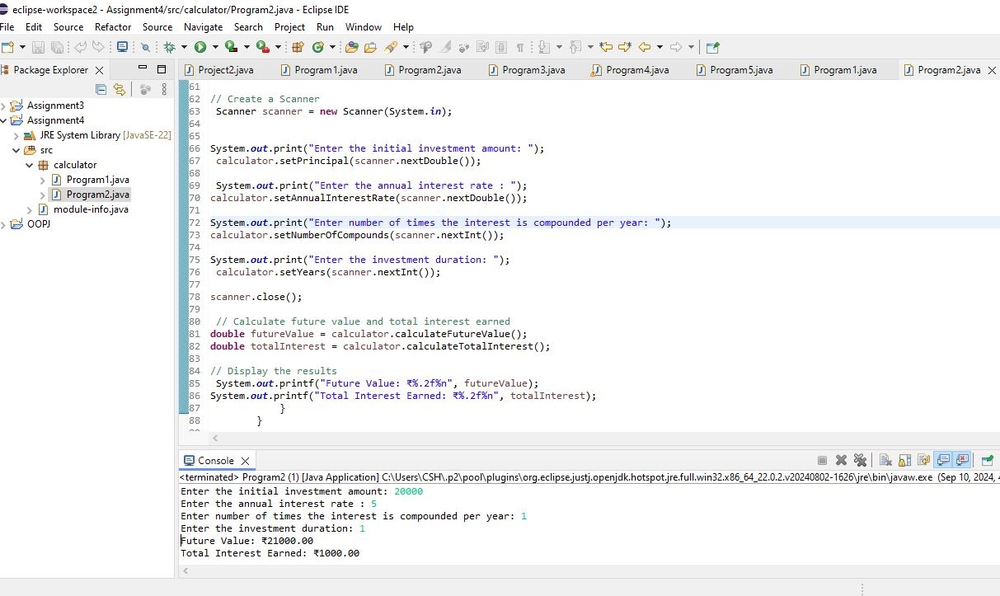 eclipse-workspace2 - Assignment4/src/calculator/Program2.java - Eclipse IDE
File Edit Source Refactor Source Navigate Search Project Run Window Help
Package Explorer
Project2.java Program1.java Program2.java Program3.java Program4.java Program5.java Program1.java Program2.java
Assignment3
Assignment4
JRE System Library [JavaSE-22]
src
calculator
Program1.java
Program2.java
module-info.java
OOPJ
61
62 // Create a Scanner
63 Scanner scanner = new Scanner(System.in);
64
65
66 System.out.print("Enter the initial investment amount: ");
67 calculator.setPrincipal(scanner.nextDouble());
68
69 System.out.print("Enter the annual interest rate : ");
70 calculator.setAnnualInterestRate(scanner.nextDouble());
71
72 System.out.print("Enter number of times the interest is compounded per year: ");
73 calculator.setNumberOfCompounds(scanner.nextInt());
74
75 System.out.print("Enter the investment duration: ");
76 calculator.setYears(scanner.nextInt());
77
78 scanner.close();
79
80 // Calculate future value and total interest earned
81 double futureValue = calculator.calculateFutureValue();
82 double totalInterest = calculator.calculateTotalInterest();
83
84 // Display the results
85 System.out.printf("Future Value: ₹%.2f%n", futureValue);
86 System.out.printf("Total Interest Earned: ₹%.2f%n", totalInterest);
87 }
88 }
Console
<terminated> Program2 (1) [Java Application] C:\Users\CSH\.p2\pool\plugins\org.eclipse.justj.openjdk.hotspot.jre.full.win32.x86_64_22.0.2.v20240802-1626\jre\bin\javaw.exe (Sep 10, 2024,
Enter the initial investment amount: 20000
Enter the annual interest rate : 5
Enter number of times the interest is compounded per year: 1
Enter the investment duration: 1
Future Value: ₹21000.00
Total Interest Earned: ₹1000.00